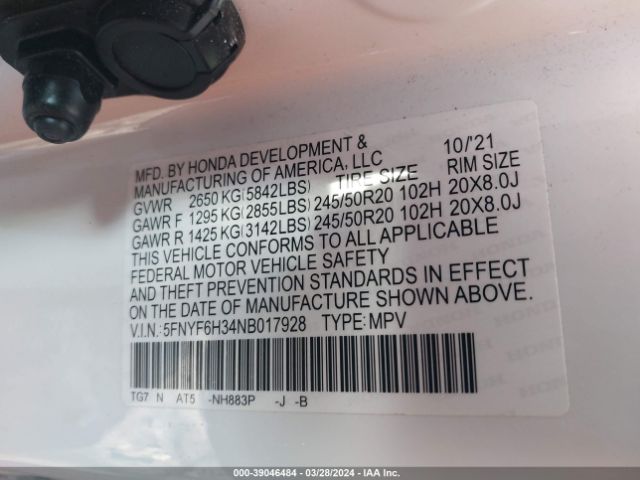 MFD. BY HONDA DEVELOPMENT & 10/'21
MANUFACTURING OF AMERICA, LLC
GVWR 2650 KG(5842LBS) TIRE SIZE RIM SIZE
GAWR F 1295 KG(2855LBS) 245/50R20 102H 20X8.0J
GAWR R 1425 KG(3142LBS) 245/50R20 102H 20X8.0J
THIS VEHICLE CONFORMS TO ALL APPLICABLE
FEDERAL MOTOR VEHICLE SAFETY
AND THEFT PREVENTION STANDARDS IN EFFECT
ON THE DATE OF MANUFACTURE SHOWN ABOVE.
V.I.N.: 5FNYF6H34NB017928 TYPE: MPV
TG7 N AT5 -NH883P -J -B
000-39046484 - 03/28/2024 - IAA Inc.